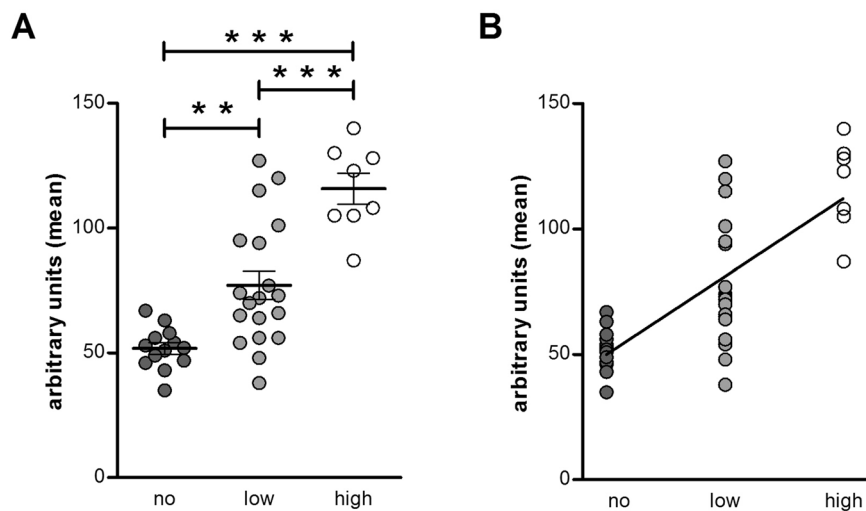 A
* * *
* * *
* *
arbitrary units (mean)
150
100
50
0
no low high
B
arbitrary units (mean)
150
100
50
0
no low high